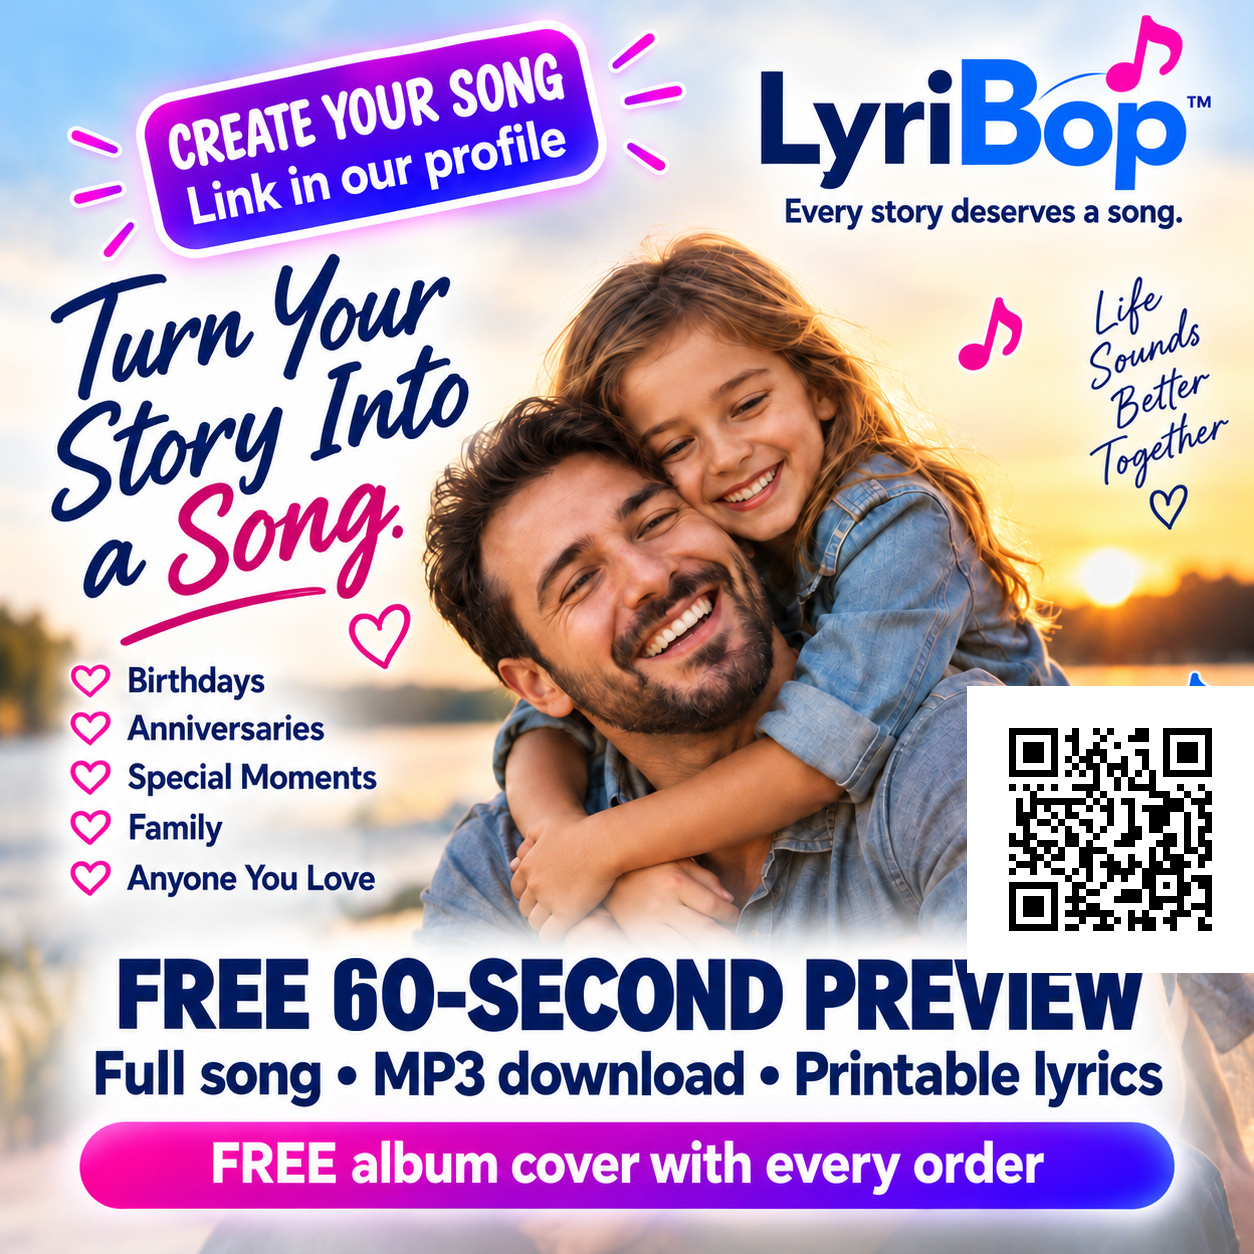 CREATE YOUR SONG
Link in our profile
LyriBop™
Every story deserves a song.
Turn Your
Story Into
a Song.
Life
Sounds
Better
Together
Birthdays
Anniversaries
Special Moments
Family
Anyone You Love
FREE 60-SECOND PREVIEW
Full song • MP3 download • Printable lyrics
FREE album cover with every order